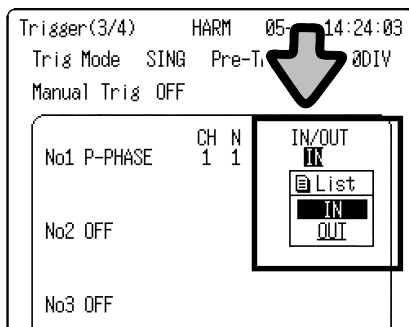 Trigger(3/4) HARM 05- 14:24:03
Trig Mode SING Pre-T 0DIV
Manual Trig OFF
CH N IN/OUT
No1 P-PHASE 1 1 IN
List
IN
OUT
No2 OFF
No3 OFF